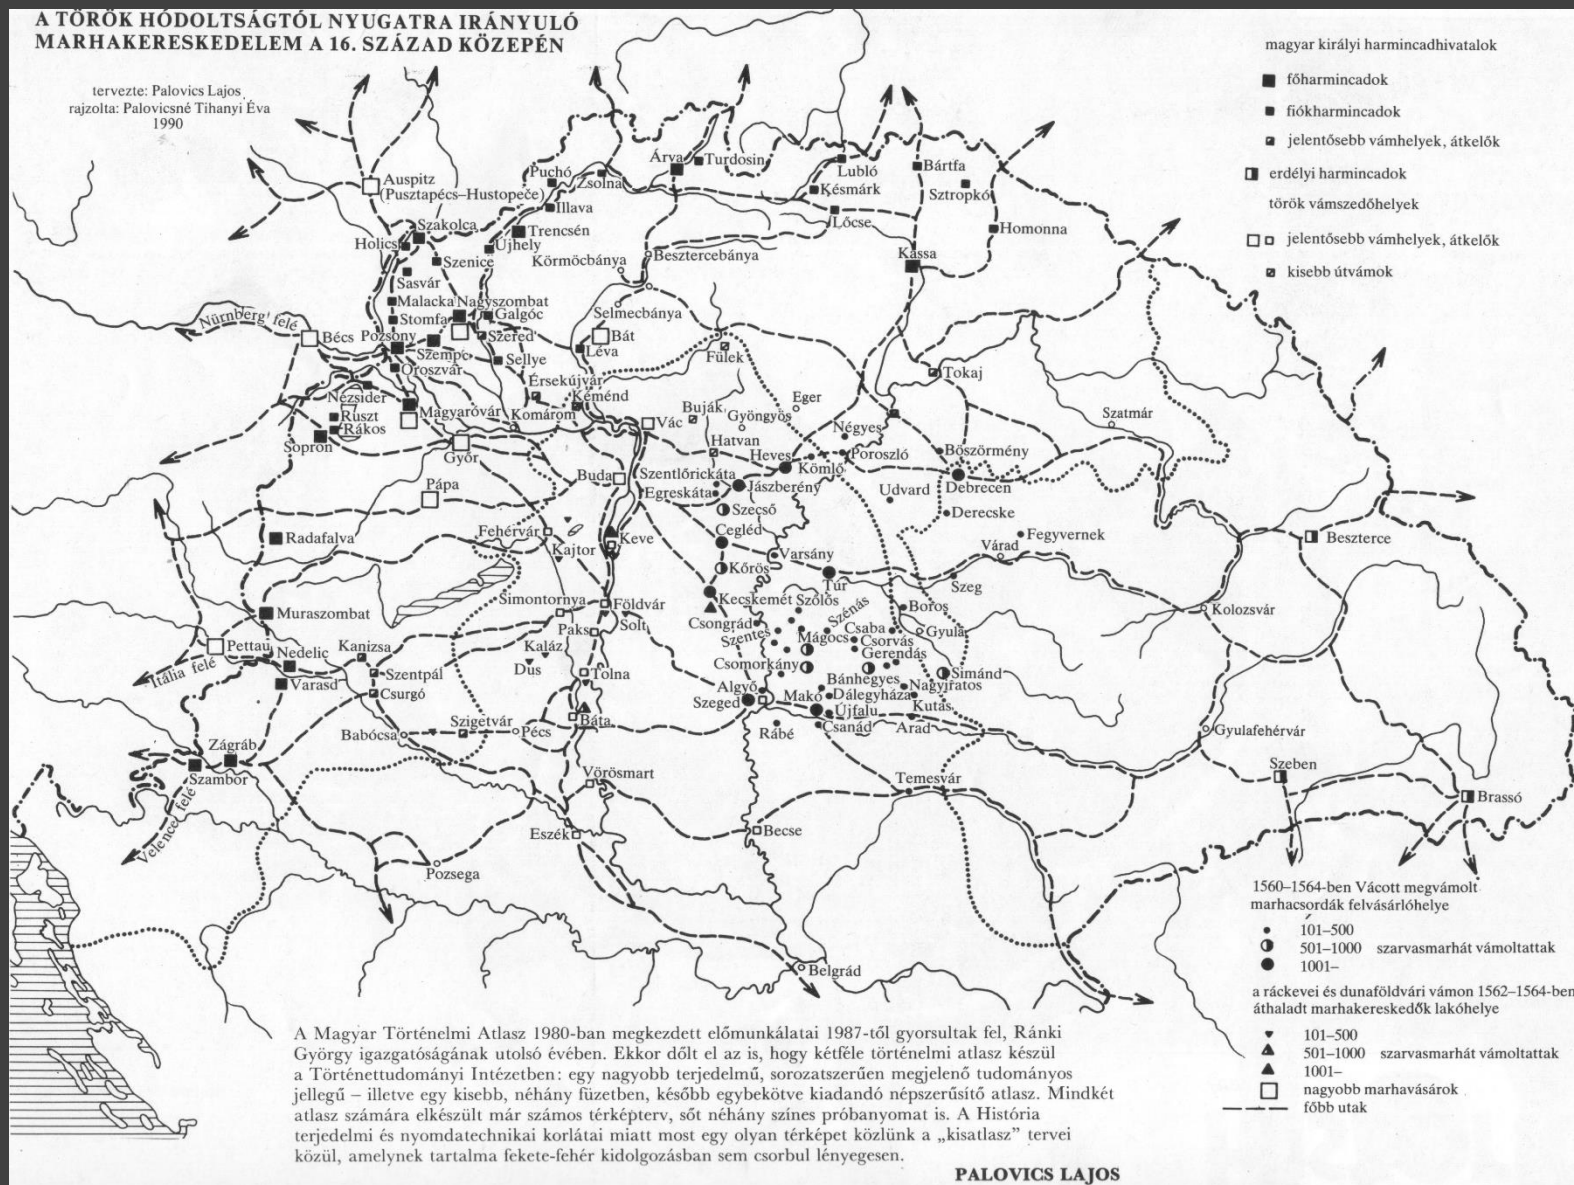 A TÖRÖK HÓDOLTSÁGTÓL NYUGATRA IRÁNYULÓ
MARHAKERESKEDELEM A 16. SZÁZAD KÖZEPÉN
tervezte: Palovics Lajos
rajzolta: Palovicsné Tihanyi Éva
1990
magyar királyi harmincadhivatalok
főharmincadok
fiókharmincadok
jelentősebb vámhelyek, átkelők
erdélyi harmincadok
török vámszedőhelyek
jelentősebb vámhelyek, átkelők
kisebb útvámok
Auspitz
(Pusztapécs–Hustopeče)
Puchó
Zsolna
Árva
Turdosin
Lubló
Késmárk
Lőcse
Bártfa
Sztropkó
Homonna
Illava
Trencsén
Szakolca
Holics
Újhely
Szenice
Sasvár
Körmöcbánya
Besztercebánya
Kassa
Malacka
Nagyszombat
Stomfa
Galgóc
Selmecbánya
Nürnberg felé
Bécs
Pozsony
Szempc
Szered
Bát
Léva
Sellye
Fülek
Oroszvár
Tokaj
Nezsider
Érsekújvár
Kéménd
Ruszt
Rákos
Magyaróvár
Komárom
Vác
Buják
Gyöngyös
Eger
Szatmár
Sopron
Győr
Hatvan
Négyes
Heves
Poroszló
Kömlő
Böszörmény
Buda
Szentlőrickáta
Egreskáta
Jászberény
Debrecen
Pápa
Szecső
Udvard
Derecske
Radafalva
Fehérvár
Kajtor
Keve
Cegléd
Varsány
Fegyvernek
Várad
Beszterce
Kőrös
Túr
Szeg
Muraszombat
Simontornya
Földvár
Kecskemét
Szőlős
Boros
Kolozsvár
Solt
Csongrád
Szentes
Szénás
Mágocs
Csaba
Gyula
Csorvás
Gerendás
Pettau
Nedelic
Kanizsa
Paks
Kaláz
Dus
Itália felé
Szentpál
Tolna
Csomorkány
Bánhegyes
Simánd
Varasd
Csurgó
Algyő
Szeged
Makó
Dálegyháza
Nagyjratos
Újfalu
Kutas
Báta
Rábé
Csanád
Arad
Gyulafehérvár
Babócsa
Szigetvár
Pécs
Zágráb
Szambor
Szeben
Vörösmart
Temesvár
Brassó
Velence felé
Eszék
Becse
Pozsega
Belgrád
1560–1564-ben Vácott megvámolt
marhacsordák felvásárlóhelye
101–500
501–1000 szarvasmarhát vámoltattak
1001–
a ráckevei és dunaföldvári vámon 1562–1564-ben
áthaladt marhakereskedők lakóhelye
101–500
501–1000 szarvasmarhát vámoltattak
1001–
nagyobb marhavásárok
főbb utak
A Magyar Történelmi Atlasz 1980-ban megkezdett előmunkálatai 1987-től gyorsultak fel, Ránki
György igazgatóságának utolsó évében. Ekkor dőlt el az is, hogy kétféle történelmi atlasz készül
a Történettudományi Intézetben: egy nagyobb terjedelmű, sorozatszerűen megjelenő tudományos
jellegű – illetve egy kisebb, néhány füzetben, később egybekötve kiadandó népszerűsítő atlasz. Mindkét
atlasz számára elkészült már számos térképterv, sőt néhány színes próbanyomat is. A História
terjedelmi és nyomdatechnikai korlátai miatt most egy olyan térképet közlünk a „kisatlasz” tervei
közül, amelynek tartalma fekete-fehér kidolgozásban sem csorbul lényegesen.
PALOVICS LAJOS